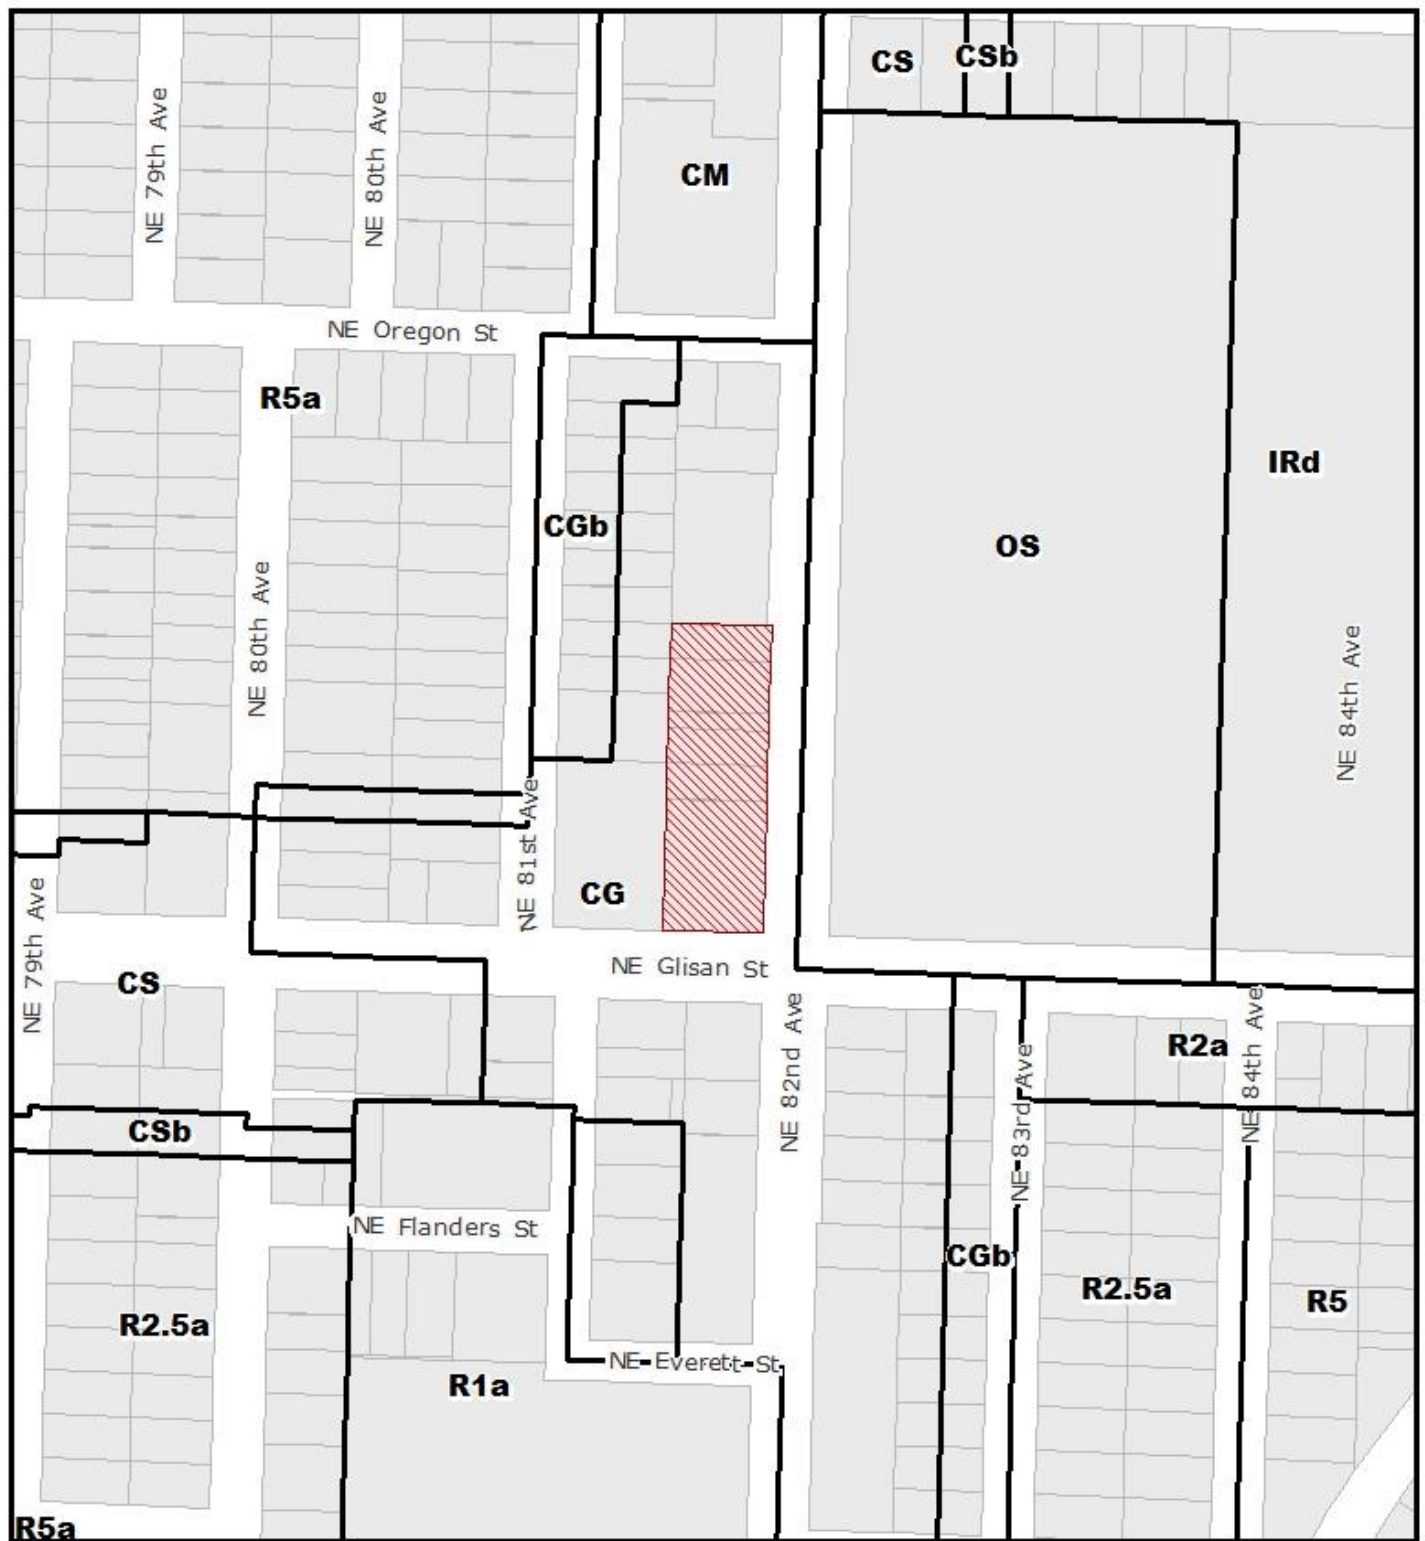 CS
CSb
NE 79th Ave
NE 80th Ave
CM
NE Oregon St
R5a
IRd
CGb
OS
NE 80th Ave
NE 84th Ave
NE 81st Ave
CG
NE 79th Ave
NE Glisan St
CS
NE 82nd Ave
R2a
NE 84th Ave
NE 83rd Ave
CSb
NE Flanders St
CGb
R2.5a
R5
R2.5a
NE Everett St
R1a
R5a